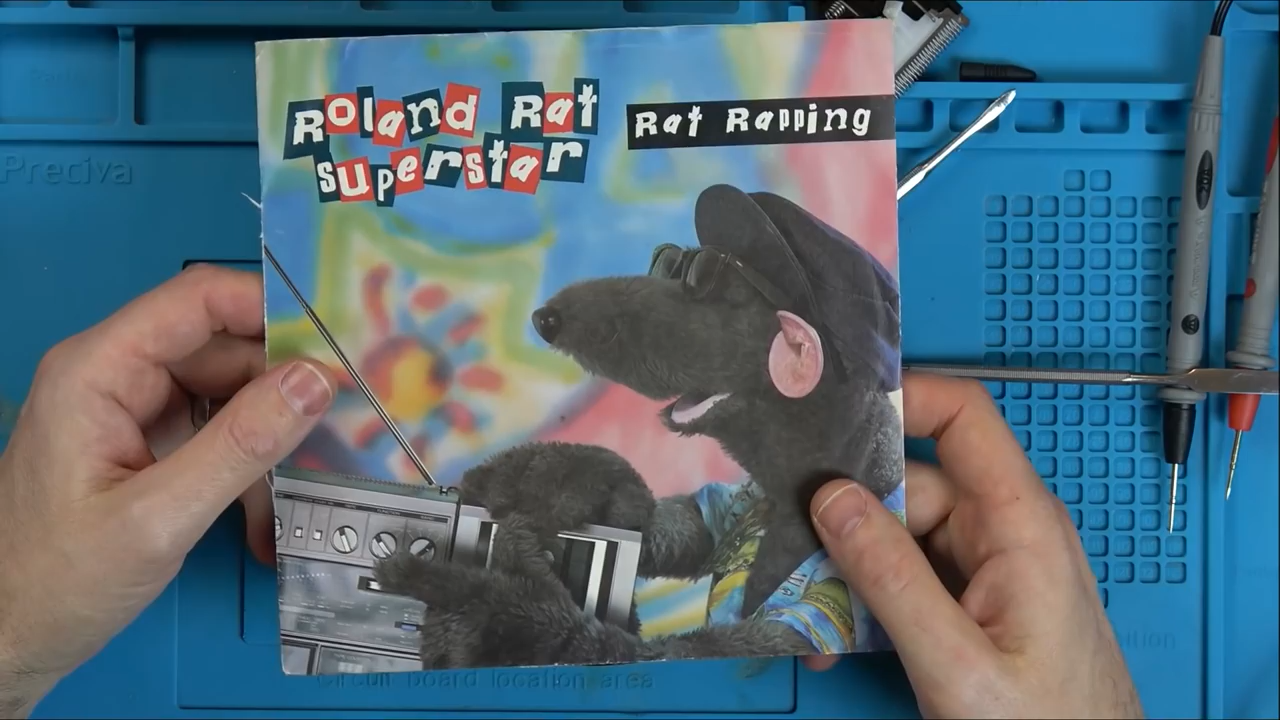 Roland Rat
Superstar
Rat Rapping
Preciva
Circuit board location area